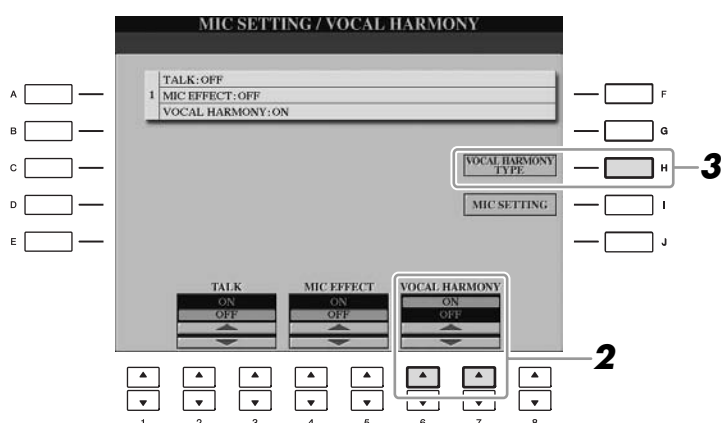 MIC SETTING / VOCAL HARMONY
TALK:OFF
1 MIC EFFECT:OFF
VOCAL HARMONY:ON
A
F
B
G
C
VOCAL HARMONY
TYPE
H
3
D
MIC SETTING
I
E
J
TALK
MIC EFFECT
VOCAL HARMONY
ON
ON
ON
OFF
OFF
OFF
2
1 2 3 4 5 6 7 8